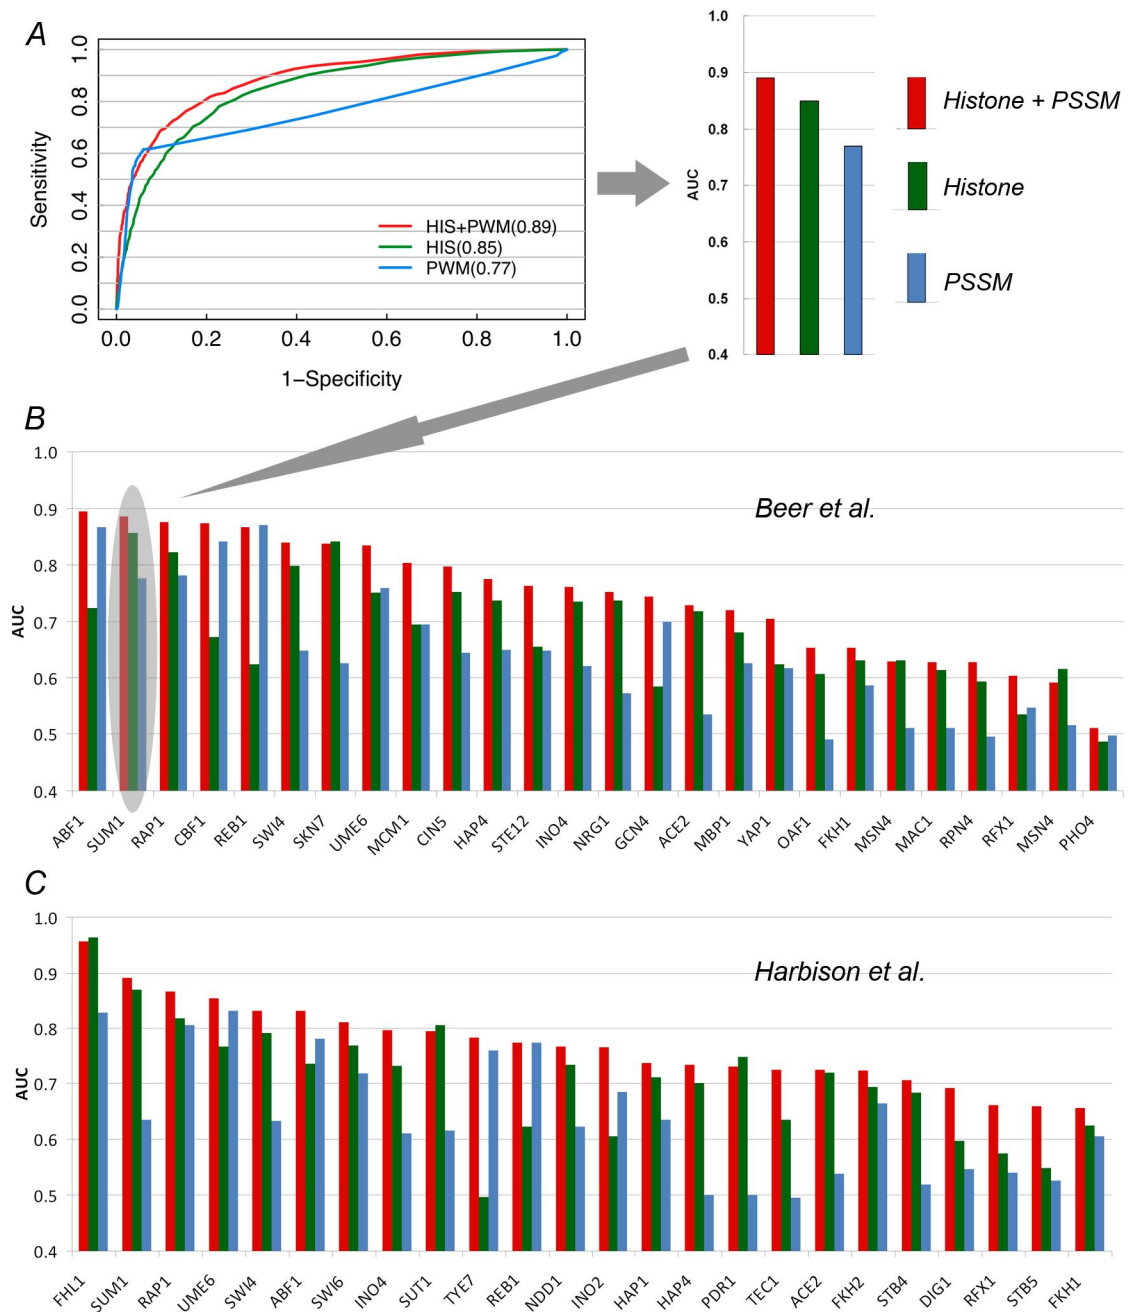 A
Sensitivity
1.0
0.8
0.6
0.4
0.2
0.0
HIS+PWM(0.89)
HIS(0.85)
PWM(0.77)
0.0 0.2 0.4 0.6 0.8 1.0
1–Specificity
AUC
1.0
0.9
0.8
0.7
0.6
0.5
0.4
Histone + PSSM
Histone
PSSM
B
Beer et al.
AUC
1.0
0.9
0.8
0.7
0.6
0.5
0.4
ABF1 SUM1 RAP1 CBF1 REB1 SWI4 SKN7 UME6 MCM1 CIN5 HAP4 STE12 INO4 NRG1 GCN4 ACE2 MBP1 YAP1 OAF1 FKH1 MSN4 MAC1 RPN4 RFX1 MSN4 PHO4
C
Harbison et al.
AUC
1.0
0.9
0.8
0.7
0.6
0.5
0.4
FHL1 SUM1 RAP1 UME6 SWI4 ABF1 SWI6 INO4 SUT1 TYE7 REB1 NDD1 INO2 HAP1 HAP4 PDR1 TEC1 ACE2 FKH2 STB4 DIG1 RFX1 STB5 FKH1